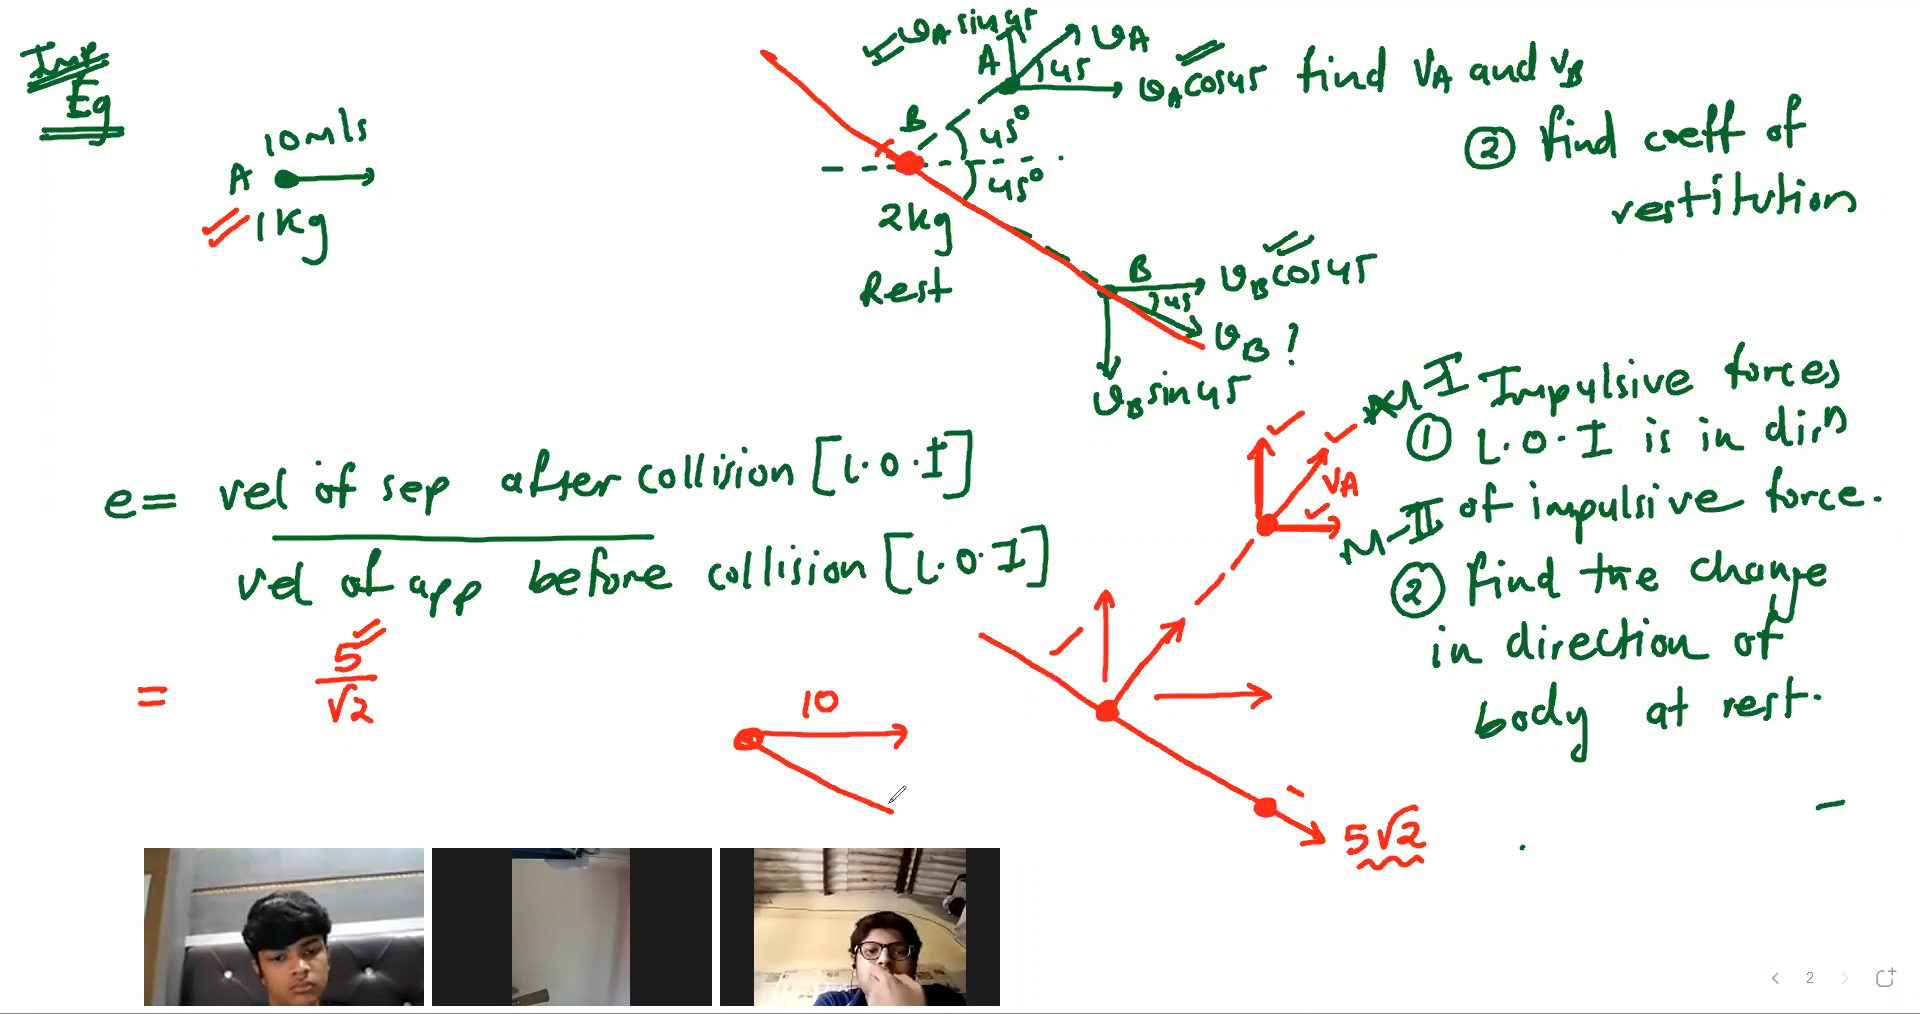 Imp
Eg
10m/s
A
1Kg
vA sin45
A
vA
45
vA cos45
find VA and vB
② find coeff of
restitution
B
45°
45°
2kg
Rest
B
vB cos45
45
vB ?
vB sin45
e = vel of sep after collision [L.O.I]
vel of app before collision [L.O.I]
= 5
√2
10
VA
5√2
M-I Impulsive forces
① L.O.I is in dirn
M-II of impulsive force.
② find the change
in direction of
body at rest.
2